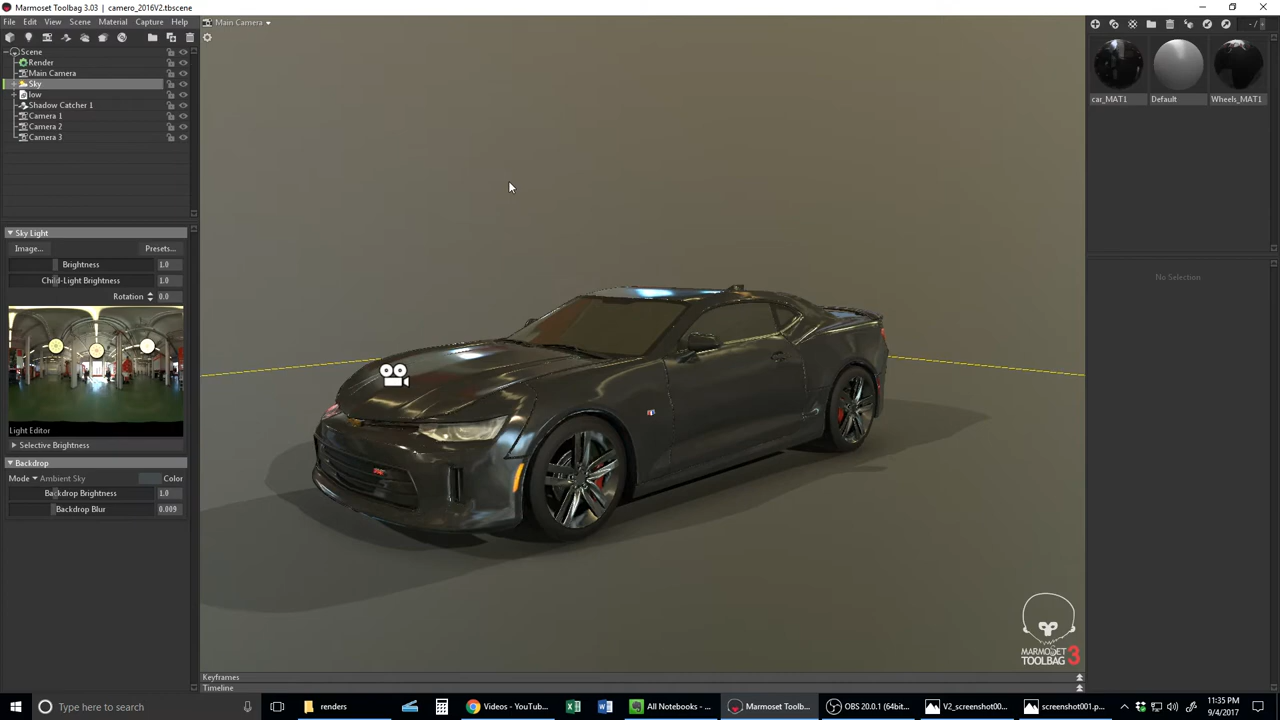 Marmoset Toolbag 3.03 / camero_2016V2.tbscene
File Edit View Scene Material Capture Help
Main Camera
- / +
Scene
Render
Main Camera
Sky
low
Shadow Catcher 1
Camera 1
Camera 2
Camera 3
car_MAT1 Default Wheels_MAT1
Sky Light
Image... Presets...
Brightness 1.0
Child-Light Brightness 1.0
Rotation 0.0
Light Editor
Selective Brightness
Backdrop
Mode Ambient Sky Color
Backdrop Brightness 1.0
Backdrop Blur 0.009
No Selection
MARMOSET
TOOLBAG 3
Keyframes
Timeline
Type here to search
renders
Videos - YouTub...
All Notebooks - ...
Marmoset Toolb...
OBS 20.0.1 (64bit...
V2_screenshot00...
screenshot001.p...
11:35 PM
9/4/2017